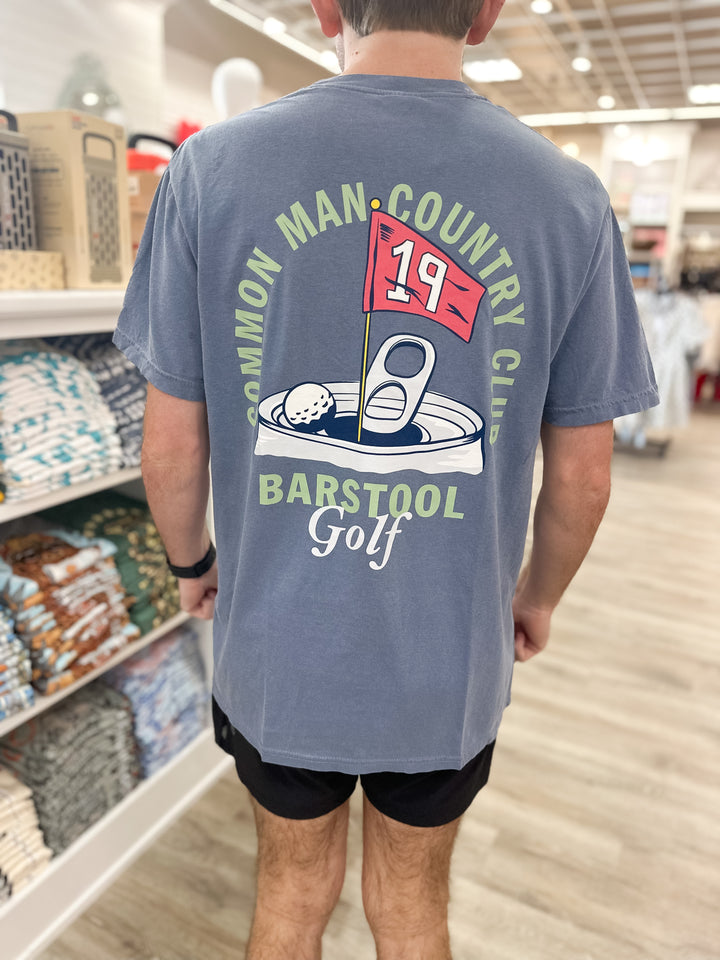 COMMON MAN COUNTRY CLUB
19
BARSTOOL
Golf